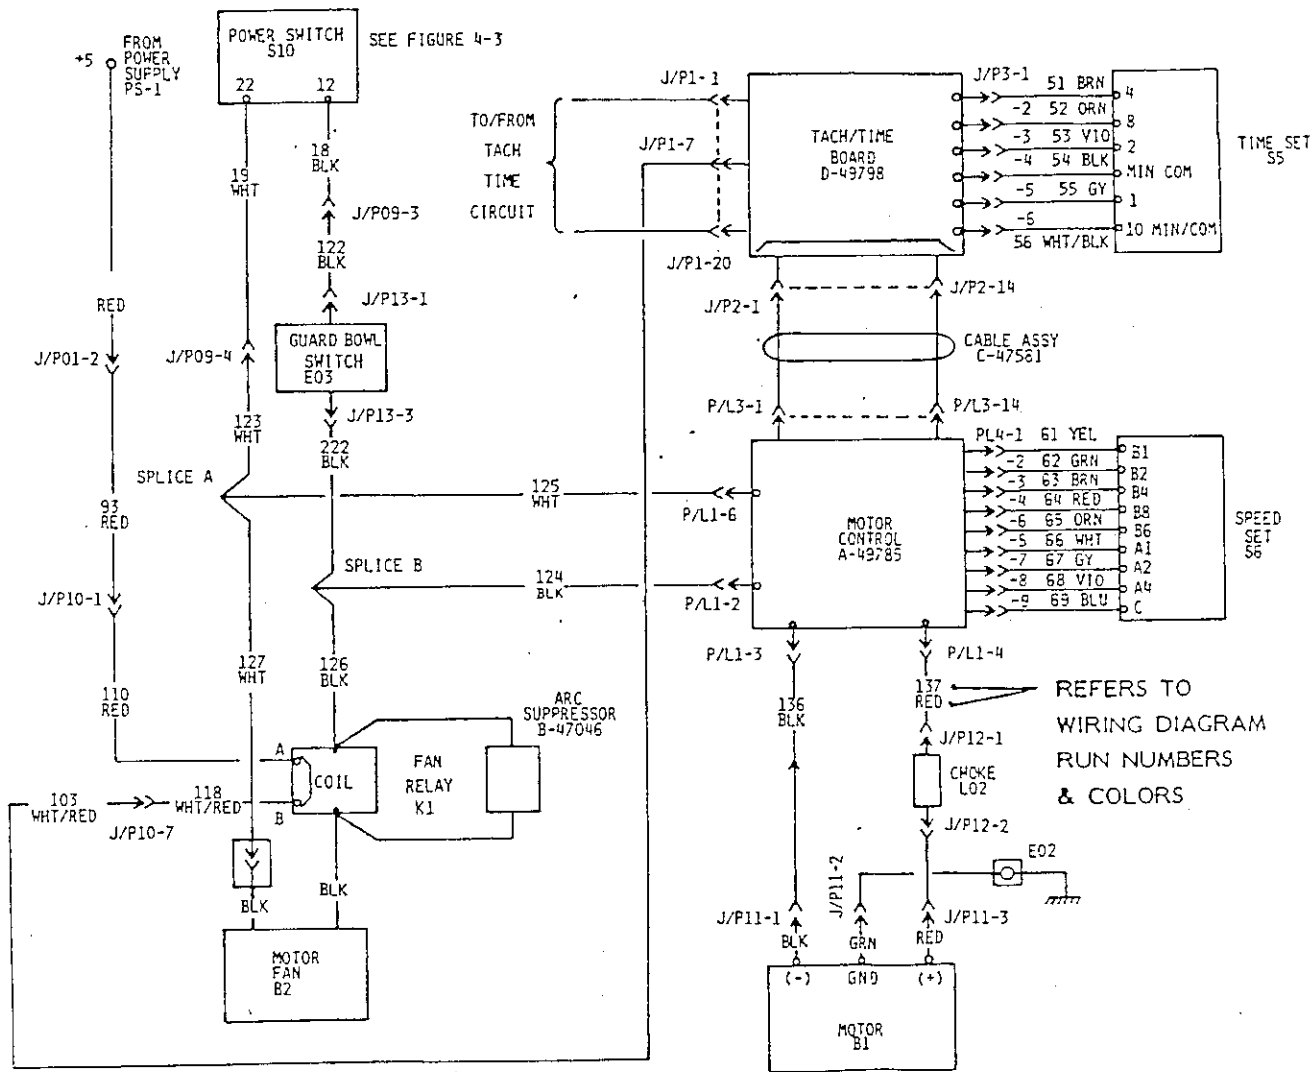 +5
FROM
POWER
SUPPLY
PS-1
POWER SWITCH
S10
22 12
SEE FIGURE 4-3
19
WHT
18
BLK
J/P09-3
122
BLK
J/P13-1
GUARD BOWL
SWITCH
E03
J/P13-3
222
BLK
RED
J/P01-2
J/P09-4
123
WHT
SPLICE A
93
RED
J/P10-1
110
RED
125
WHT
P/L1-6
SPLICE B
124
BLK
P/L1-2
127
WHT
126
BLK
ARC
SUPPRESSOR
B-47046
A
COIL
B
FAN
RELAY
K1
103
WHT/RED
118
WHT/RED
J/P10-7
BLK
BLK
MOTOR
FAN
B2
TO/FROM
TACH
TIME
CIRCUIT
J/P1-1
J/P1-7
J/P1-20
TACH/TIME
BOARD
D-49798
J/P3-1 51 BRN 4
-2 52 ORN 8
-3 53 VIO 2
-4 54 BLK MIN COM
-5 55 GY 1
-6
56 WHT/BLK 10 MIN/COM
TIME SET
S5
J/P2-1
J/P2-14
CABLE ASSY
C-47581
P/L3-1
P/L3-14
MOTOR
CONTROL
A-49785
PL4-1 61 YEL B1
-2 62 GRN B2
-3 63 BRN B4
-4 64 RED B8
-6 65 ORN B6
-5 66 WHT A1
-7 67 GY A2
-8 68 VIO A4
-9 69 BLU C
SPEED
SET
S6
P/L1-3
P/L1-4
136
BLK
137
RED
REFERS TO
WIRING DIAGRAM
RUN NUMBERS
& COLORS
J/P12-1
CHOKE
L02
J/P12-2
E02
J/P11-1
J/P11-2
J/P11-3
BLK
GRN
RED
(-) GND (+)
MOTOR
B1